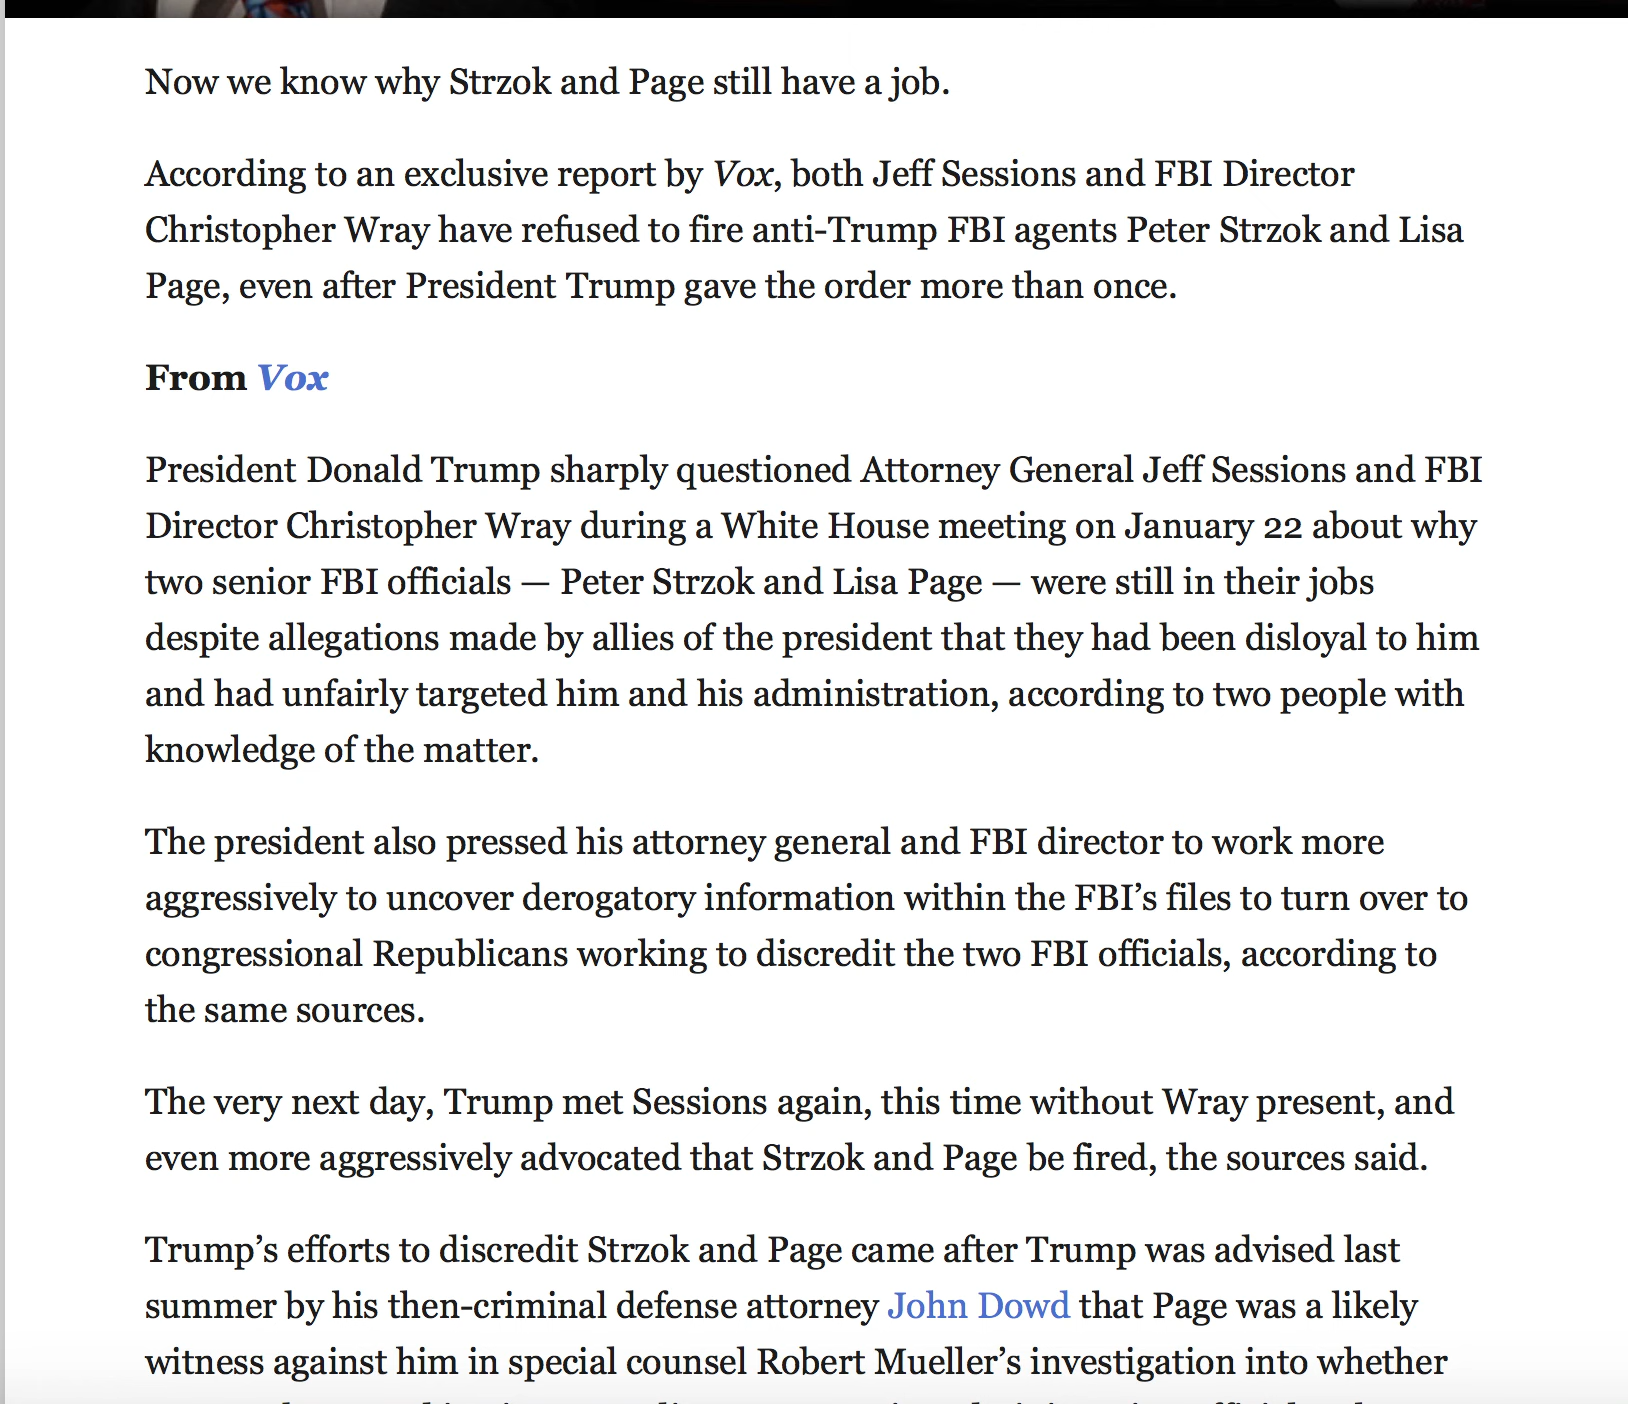 Now we know why Strzok and Page still have a job.
According to an exclusive report by Vox, both Jeff Sessions and FBI Director
Christopher Wray have refused to fire anti-Trump FBI agents Peter Strzok and Lisa
Page, even after President Trump gave the order more than once.
From Vox
President Donald Trump sharply questioned Attorney General Jeff Sessions and FBI
Director Christopher Wray during a White House meeting on January 22 about why
two senior FBI officials — Peter Strzok and Lisa Page — were still in their jobs
despite allegations made by allies of the president that they had been disloyal to him
and had unfairly targeted him and his administration, according to two people with
knowledge of the matter.
The president also pressed his attorney general and FBI director to work more
aggressively to uncover derogatory information within the FBI’s files to turn over to
congressional Republicans working to discredit the two FBI officials, according to
the same sources.
The very next day, Trump met Sessions again, this time without Wray present, and
even more aggressively advocated that Strzok and Page be fired, the sources said.
Trump’s efforts to discredit Strzok and Page came after Trump was advised last
summer by his then-criminal defense attorney John Dowd that Page was a likely
witness against him in special counsel Robert Mueller’s investigation into whether